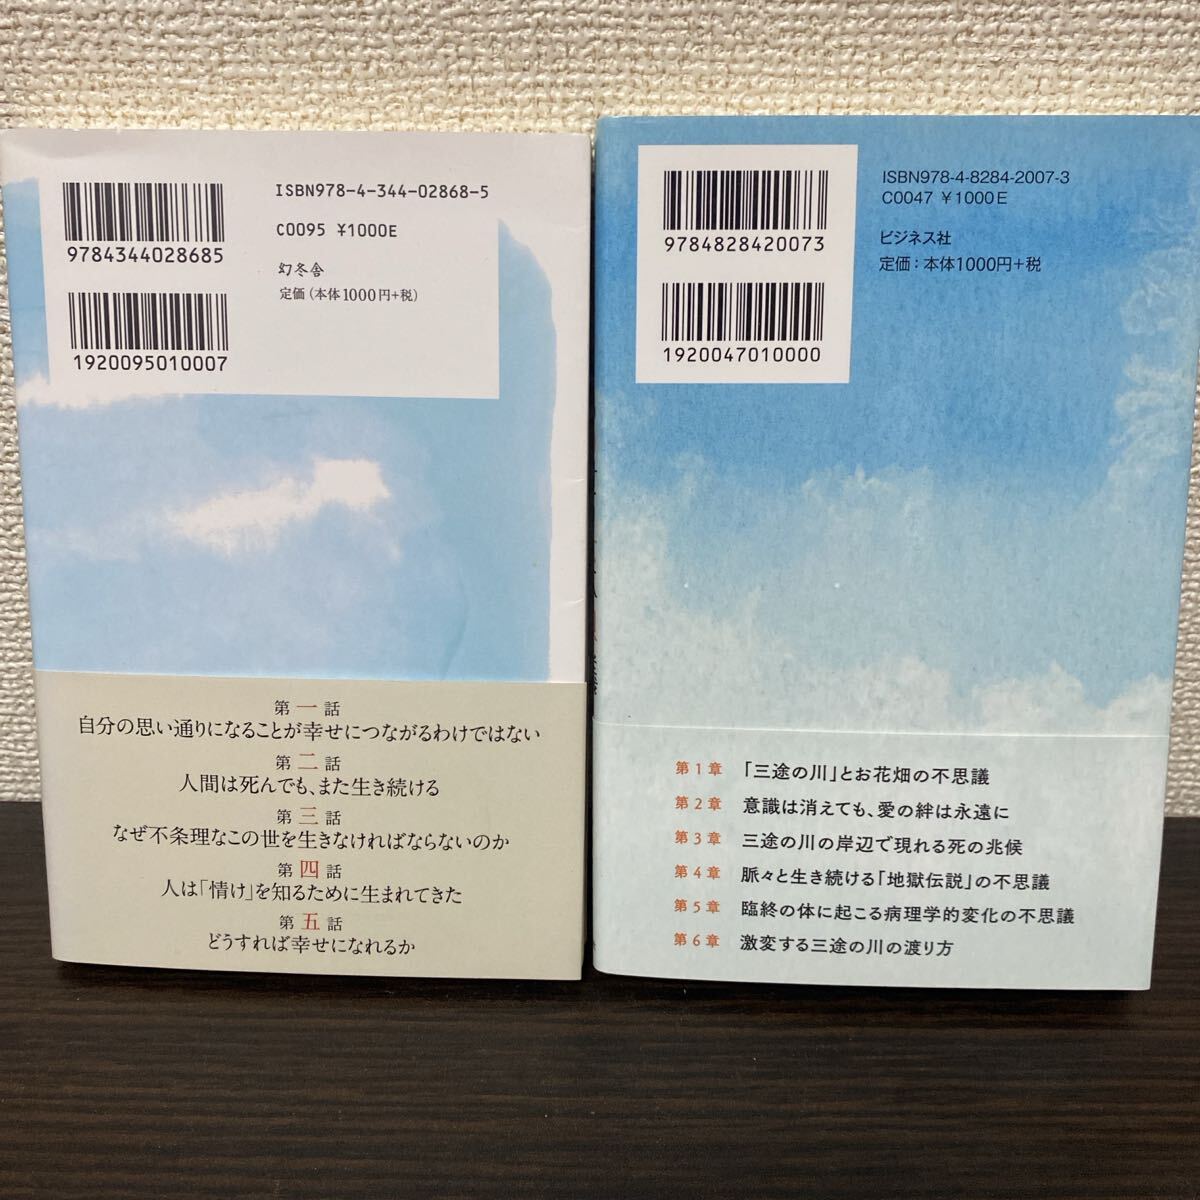 ISBN978-4-344-02868-5
C0095 ¥1000E
9784344028685
幻冬舎
定価(本体1000円+税)
1920095010007
第一話
自分の思い通りになることが幸せにつながるわけではない
第二話
人間は死んでも、また生き続ける
第三話
なぜ不条理なこの世を生きなければならないのか
第四話
人は「情け」を知るために生まれてきた
第五話
どうすれば幸せになれるか
ISBN978-4-8284-2007-3
C0047 ¥1000E
9784828420073
ビジネス社
定価:本体1000円+税
1920047010000
第1章 「三途の川」とお花畑の不思議
第2章 意識は消えても、愛の絆は永遠に
第3章 三途の川の岸辺で現れる死の兆候
第4章 脈々と生き続ける「地獄伝説」の不思議
第5章 臨終の体に起こる病理学的変化の不思議
第6章 激変する三途の川の渡り方